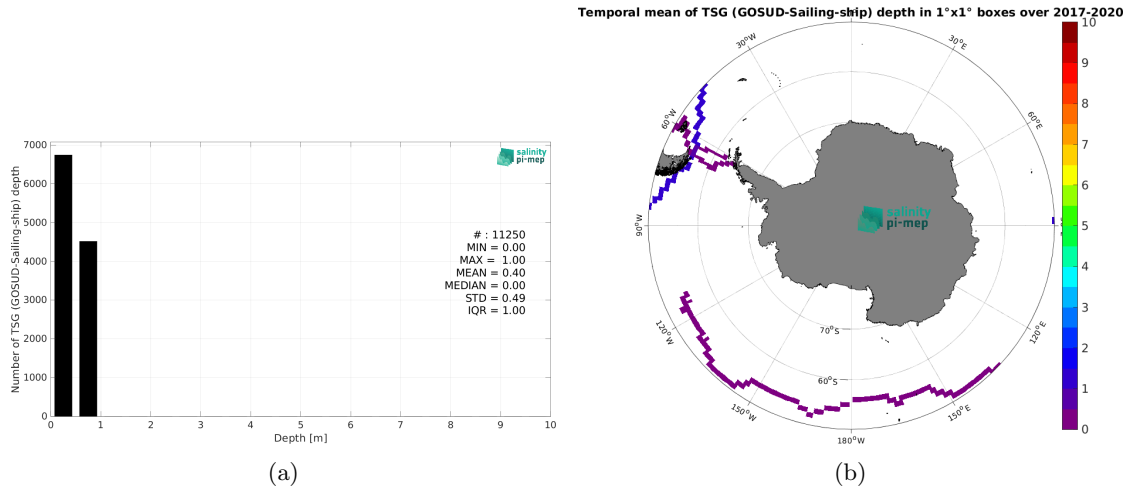 Temporal mean of TSG (GOSUD-Sailing-ship) depth in 1°x1° boxes over 2017-2020
Number of TSG (GOSUD-Sailing-ship) depth
7000
6000
5000
4000
3000
2000
1000
0
salinity
pi-mep
# : 11250
MIN = 0.00
MAX = 1.00
MEAN = 0.40
MEDIAN = 0.00
STD = 0.49
IQR = 1.00
0 1 2 3 4 5 6 7 8 9 10
Depth [m]
(a)
30°W
30°E
60°W
60°E
90°W
salinity
pi-mep
120°W
120°E
70°S
60°S
150°W
150°E
180°W
10
9
8
7
6
5
4
3
2
1
0
(b)